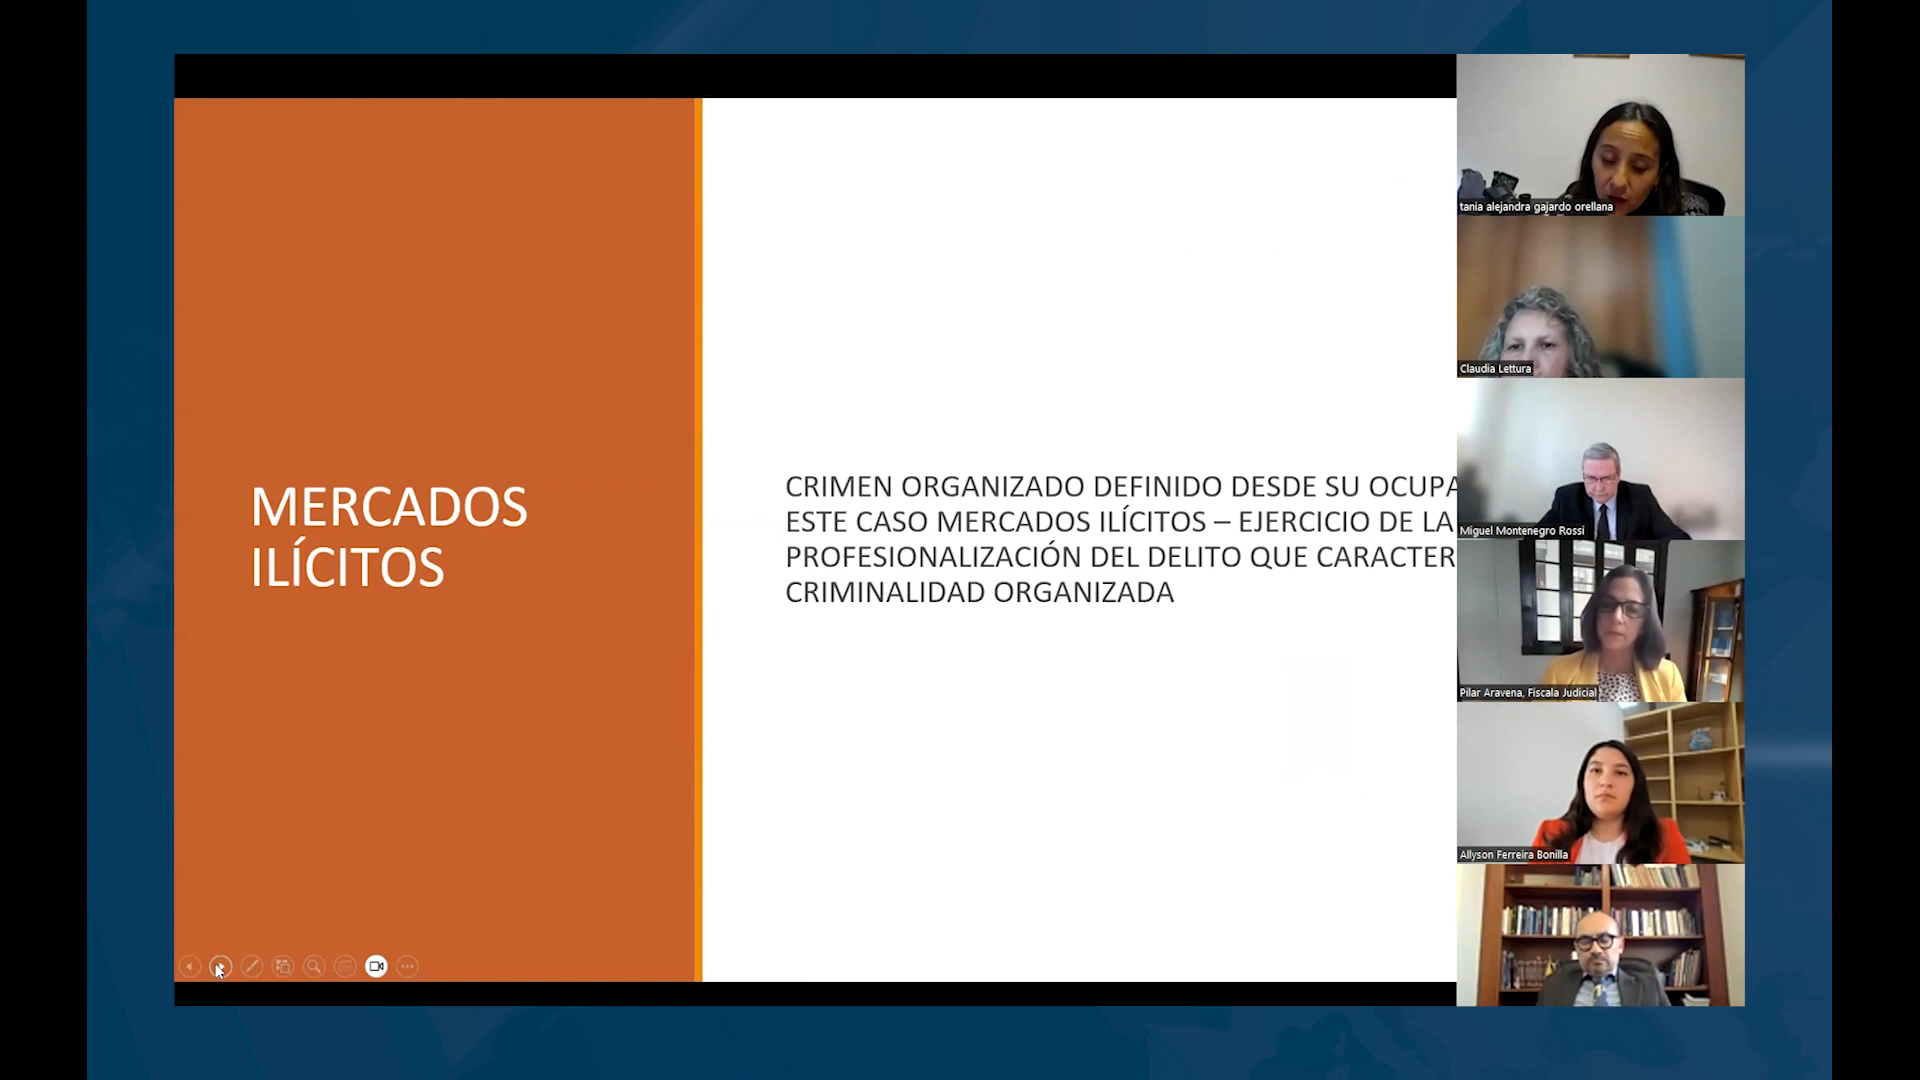 MERCADOS
ILÍCITOS
CRIMEN ORGANIZADO DEFINIDO DESDE SU OCUPA
ESTE CASO MERCADOS ILÍCITOS – EJERCICIO DE LA
PROFESIONALIZACIÓN DEL DELITO QUE CARACTER
CRIMINALIDAD ORGANIZADA
tania alejandra gajardo orellana
Claudia Lettura
Miguel Montenegro Rossi
Pilar Aravena, Fiscala Judicial
Allyson Ferreira Bonilla